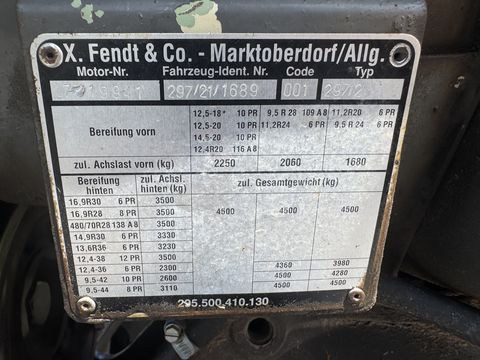 X. Fendt & Co. - Marktoberdorf/Allg.
Motor-Nr. Fahrzeug-Ident. Nr. Code Typ
297/21/1689 001
Bereifung vorn
12,5-18* 10 PR 9,5 R 28 109 A 8 11,2R20 6 PR
12,5-20 10 PR 11,2R24 6 PR 9,5 R 24 6 PR
14,5-20 10 PR
12,4R20 116 A 8
zul. Achslast vorn (kg) 2250 2060 1680
Bereifung hinten zul. Achsl. hinten (kg) zul. Gesamtgewicht (kg)
16,9R30 6 PR 3500
16,9R28 8 PR 3500 4500 4500 4500
480/70R28 138 A 8 3500
14,9R30 6 PR 3330
13,6R36 6 PR 3230
12,4-38 12 PR 3500
12,4-36 6 PR 2300 4360 3980
9,5-42 10 PR 2600 4500 4280
9,5-44 8 PR 3110 4500 4500 4500
295.500.410.130